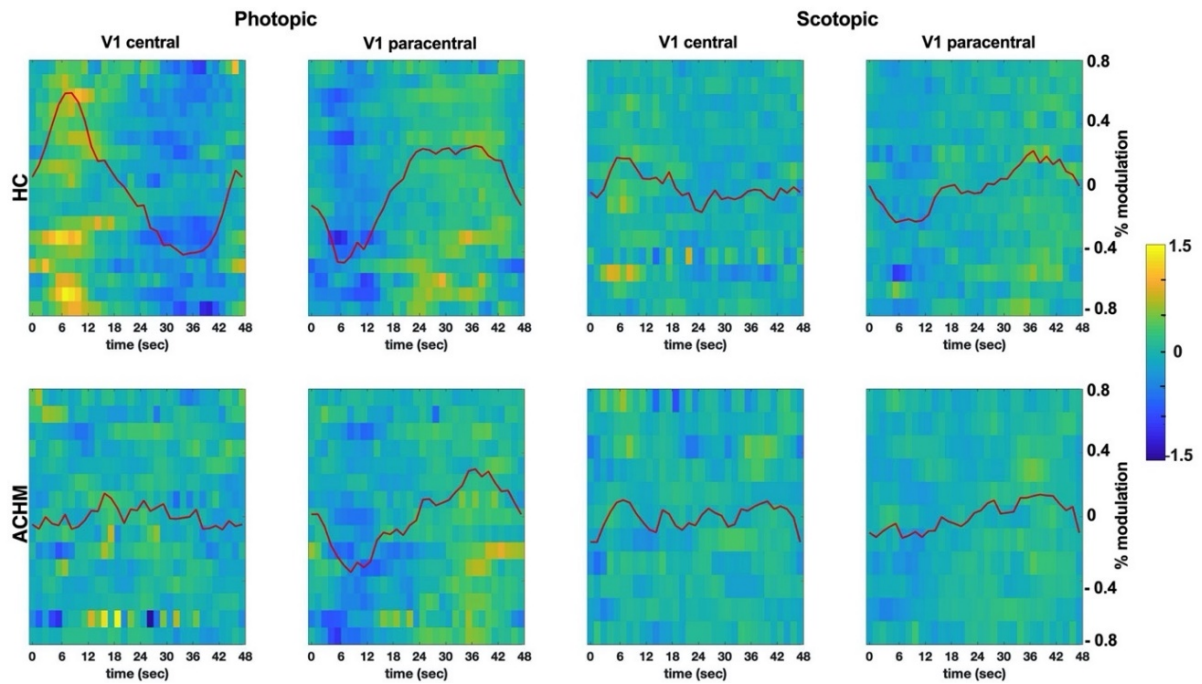 Photopic
Scotopic
V1 central
V1 paracentral
V1 central
V1 paracentral
HC
0 6 12 18 24 30 36 42 48
time (sec)
0 6 12 18 24 30 36 42 48
time (sec)
0 6 12 18 24 30 36 42 48
time (sec)
0 6 12 18 24 30 36 42 48
time (sec)
0.8
0.4
0
- 0.4
- 0.8
% modulation
1.5
0
-1.5
ACHM
0 6 12 18 24 30 36 42 48
time (sec)
0 6 12 18 24 30 36 42 48
time (sec)
0 6 12 18 24 30 36 42 48
time (sec)
0 6 12 18 24 30 36 42 48
time (sec)
0.8
0.4
0
- 0.4
- 0.8
% modulation